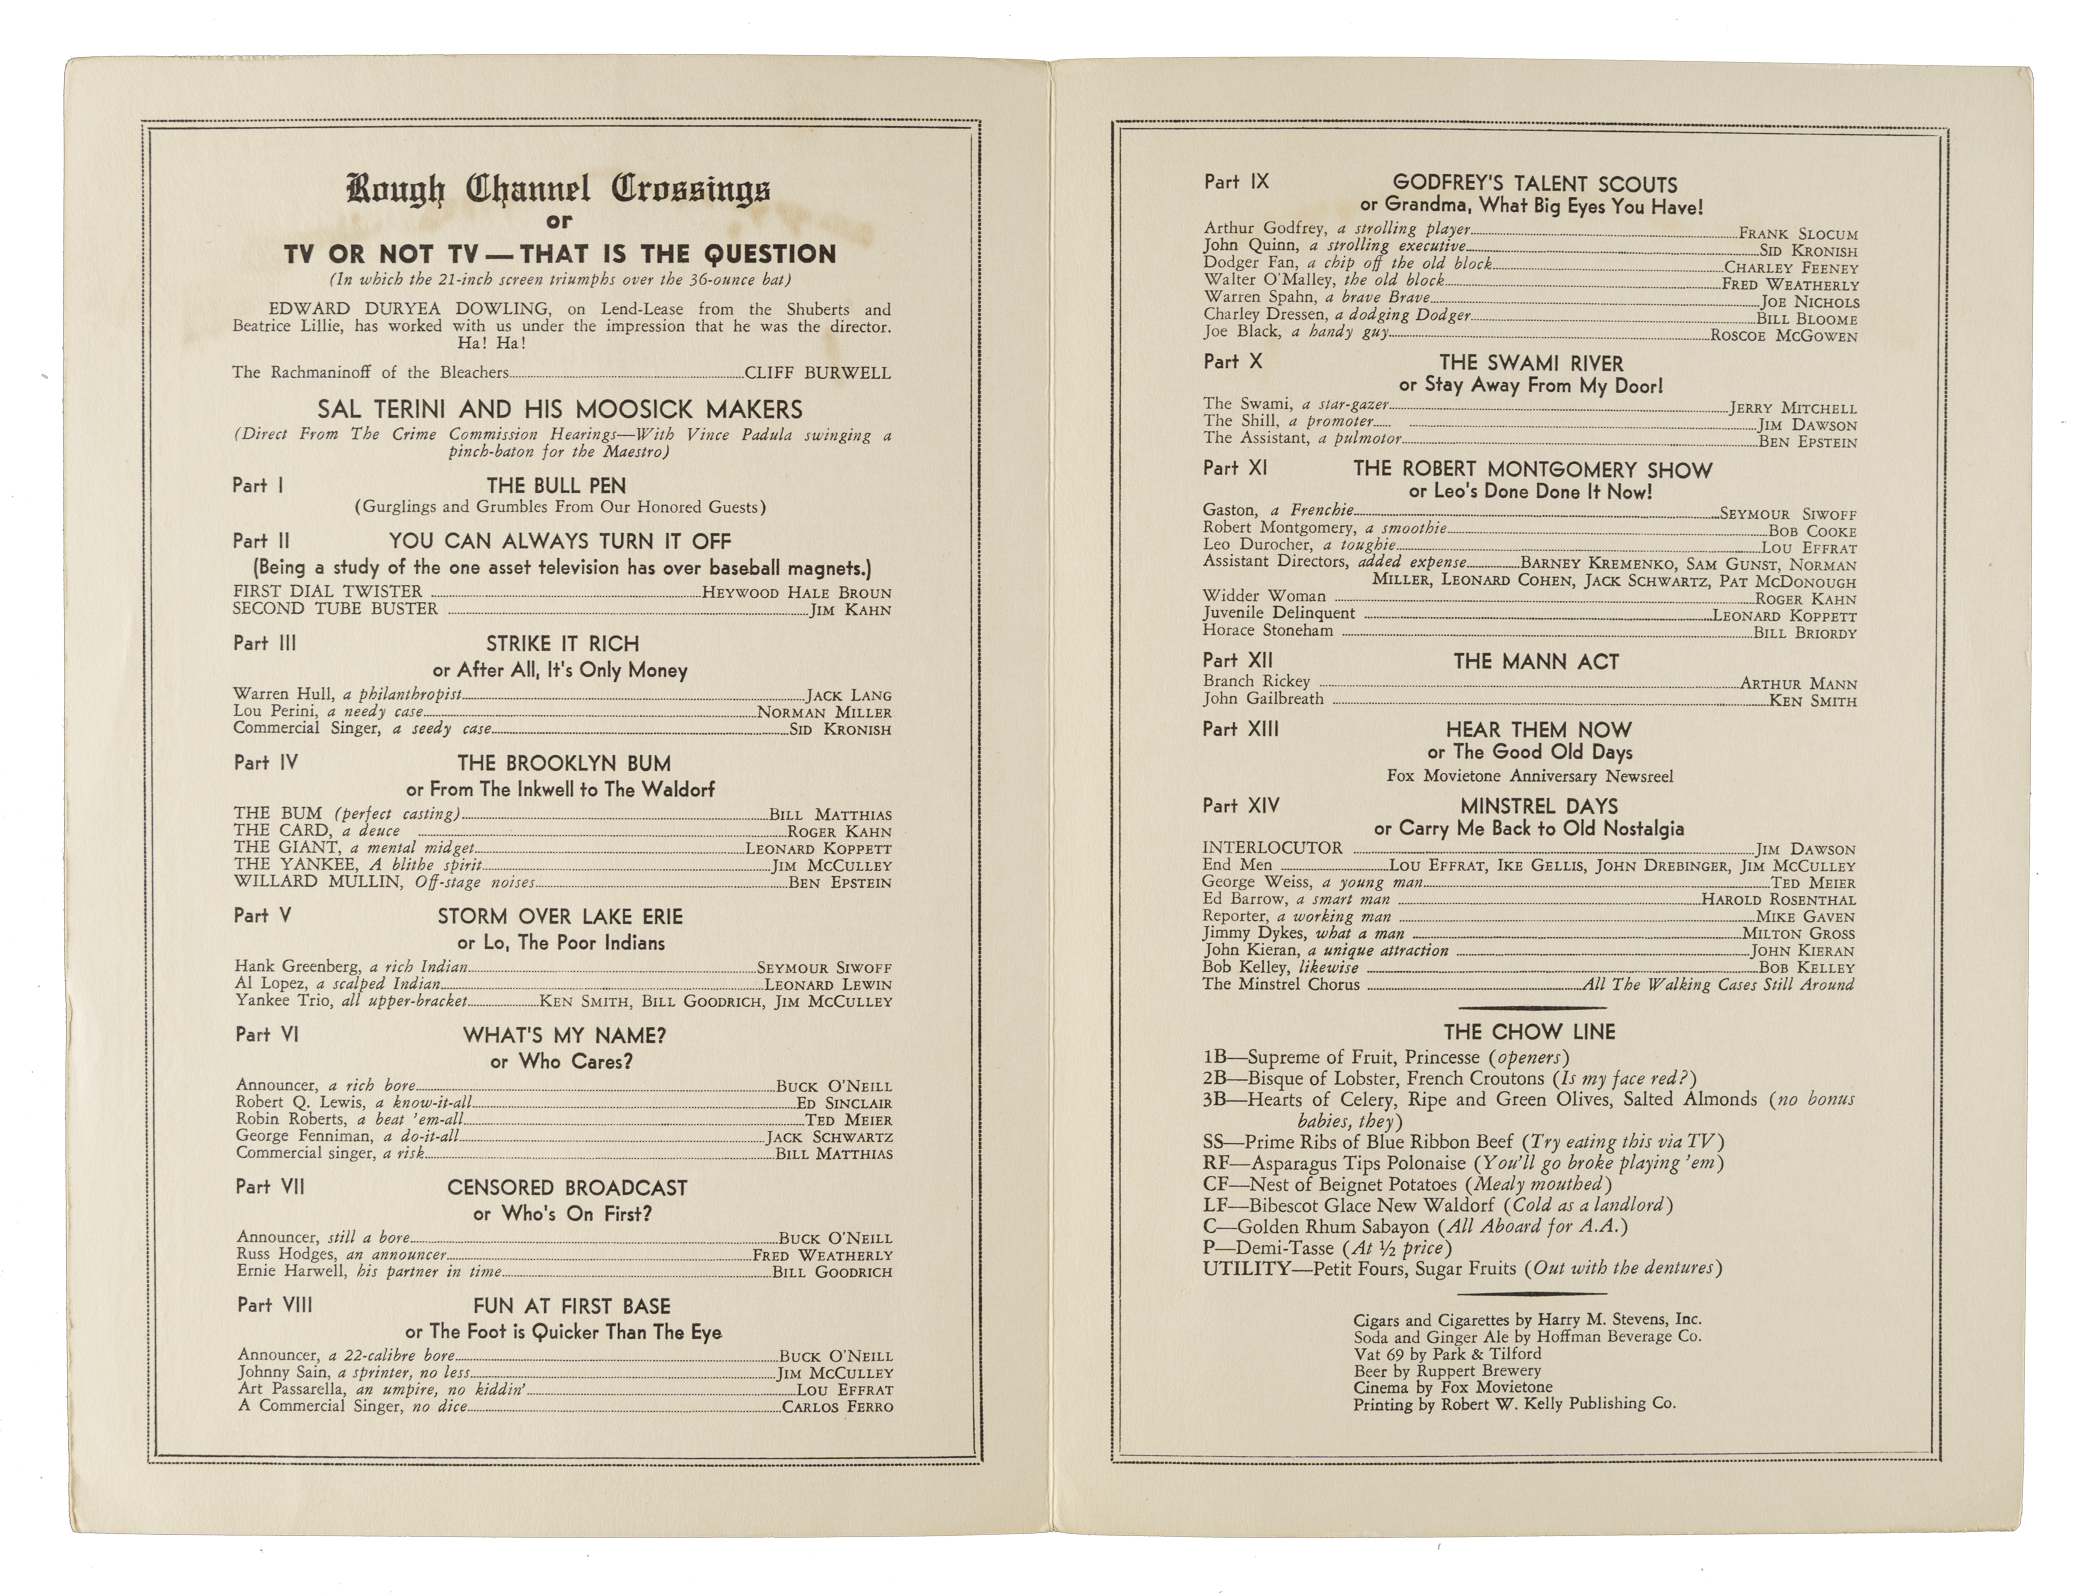 Rough Channel Crossings
or
TV OR NOT TV—THAT IS THE QUESTION
(In which the 21-inch screen triumphs over the 36-ounce bat)
EDWARD DURYEA DOWLING, on Lend-Lease from the Shuberts and
Beatrice Lillie, has worked with us under the impression that he was the director.
Ha! Ha!
The Rachmaninoff of the Bleachers....................CLIFF BURWELL
SAL TERINI AND HIS MOOSICK MAKERS
(Direct From The Crime Commission Hearings—With Vince Padula swinging a
pinch-baton for the Maestro)
Part I THE BULL PEN
(Gurglings and Grumbles From Our Honored Guests)
Part II YOU CAN ALWAYS TURN IT OFF
(Being a study of the one asset television has over baseball magnets.)
FIRST DIAL TWISTER ....................HEYWOOD HALE BROUN
SECOND TUBE BUSTER ....................JIM KAHN
Part III STRIKE IT RICH
or After All, It's Only Money
Warren Hull, a philanthropist....................JACK LANG
Lou Perini, a needy case....................NORMAN MILLER
Commercial Singer, a seedy case....................SID KRONISH
Part IV THE BROOKLYN BUM
or From The Inkwell to The Waldorf
THE BUM (perfect casting)....................BILL MATTHIAS
THE CARD, a deuce ....................ROGER KAHN
THE GIANT, a mental midget....................LEONARD KOPPETT
THE YANKEE, A blithe spirit....................JIM MCCULLEY
WILLARD MULLIN, Off-stage noises....................BEN EPSTEIN
Part V STORM OVER LAKE ERIE
or Lo, The Poor Indians
Hank Greenberg, a rich Indian....................SEYMOUR SIWOFF
Al Lopez, a scalped Indian....................LEONARD LEWIN
Yankee Trio, all upper-bracket....................KEN SMITH, BILL GOODRICH, JIM MCCULLEY
Part VI WHAT'S MY NAME?
or Who Cares?
Announcer, a rich bore....................BUCK O'NEILL
Robert Q. Lewis, a know-it-all....................ED SINCLAIR
Robin Roberts, a beat 'em-all....................TED MEIER
George Fenniman, a do-it-all....................JACK SCHWARTZ
Commercial singer, a risk....................BILL MATTHIAS
Part VII CENSORED BROADCAST
or Who's On First?
Announcer, still a bore....................BUCK O'NEILL
Russ Hodges, an announcer....................FRED WEATHERLY
Ernie Harwell, his partner in time....................BILL GOODRICH
Part VIII FUN AT FIRST BASE
or The Foot is Quicker Than The Eye
Announcer, a 22-calibre bore....................BUCK O'NEILL
Johnny Sain, a sprinter, no less....................JIM MCCULLEY
Art Passarella, an umpire, no kiddin'....................LOU EFFRAT
A Commercial Singer, no dice....................CARLOS FERRO
Part IX GODFREY'S TALENT SCOUTS
or Grandma, What Big Eyes You Have!
Arthur Godfrey, a strolling player....................FRANK SLOCUM
John Quinn, a strolling executive....................SID KRONISH
Dodger Fan, a chip off the old block....................CHARLEY FEENEY
Walter O'Malley, the old block....................FRED WEATHERLY
Warren Spahn, a brave Brave....................JOE NICHOLS
Charley Dressen, a dodging Dodger....................BILL BLOOME
Joe Black, a handy guy....................ROSCOE MCGOWEN
Part X THE SWAMI RIVER
or Stay Away From My Door!
The Swami, a star-gazer....................JERRY MITCHELL
The Shill, a promoter..... ....................JIM DAWSON
The Assistant, a pulmotor....................BEN EPSTEIN
Part XI THE ROBERT MONTGOMERY SHOW
or Leo's Done Done It Now!
Gaston, a Frenchie....................SEYMOUR SIWOFF
Robert Montgomery, a smoothie....................BOB COOKE
Leo Durocher, a toughie....................LOU EFFRAT
Assistant Directors, added expense..............BARNEY KREMENKO, SAM GUNST, NORMAN
MILLER, LEONARD COHEN, JACK SCHWARTZ, PAT MCDONOUGH
Widder Woman ....................ROGER KAHN
Juvenile Delinquent ....................LEONARD KOPPETT
Horace Stoneham ....................BILL BRIORDY
Part XII THE MANN ACT
Branch Rickey ....................ARTHUR MANN
John Gailbreath ....................KEN SMITH
Part XIII HEAR THEM NOW
or The Good Old Days
Fox Movietone Anniversary Newsreel
Part XIV MINSTREL DAYS
or Carry Me Back to Old Nostalgia
INTERLOCUTOR ....................JIM DAWSON
End Men ....................LOU EFFRAT, IKE GELLIS, JOHN DREBINGER, JIM MCCULLEY
George Weiss, a young man....................TED MEIER
Ed Barrow, a smart man ....................HAROLD ROSENTHAL
Reporter, a working man ....................MIKE GAVEN
Jimmy Dykes, what a man ....................MILTON GROSS
John Kieran, a unique attraction ....................JOHN KIERAN
Bob Kelley, likewise ....................BOB KELLEY
The Minstrel Chorus ....................All The Walking Cases Still Around
THE CHOW LINE
1B—Supreme of Fruit, Princesse (openers)
2B—Bisque of Lobster, French Croutons (Is my face red?)
3B—Hearts of Celery, Ripe and Green Olives, Salted Almonds (no bonus
babies, they)
SS—Prime Ribs of Blue Ribbon Beef (Try eating this via TV)
RF—Asparagus Tips Polonaise (You'll go broke playing 'em)
CF—Nest of Beignet Potatoes (Mealy mouthed)
LF—Bibescot Glace New Waldorf (Cold as a landlord)
C—Golden Rhum Sabayon (All Aboard for A.A.)
P—Demi-Tasse (At ½ price)
UTILITY—Petit Fours, Sugar Fruits (Out with the dentures)
Cigars and Cigarettes by Harry M. Stevens, Inc.
Soda and Ginger Ale by Hoffman Beverage Co.
Vat 69 by Park & Tilford
Beer by Ruppert Brewery
Cinema by Fox Movietone
Printing by Robert W. Kelly Publishing Co.